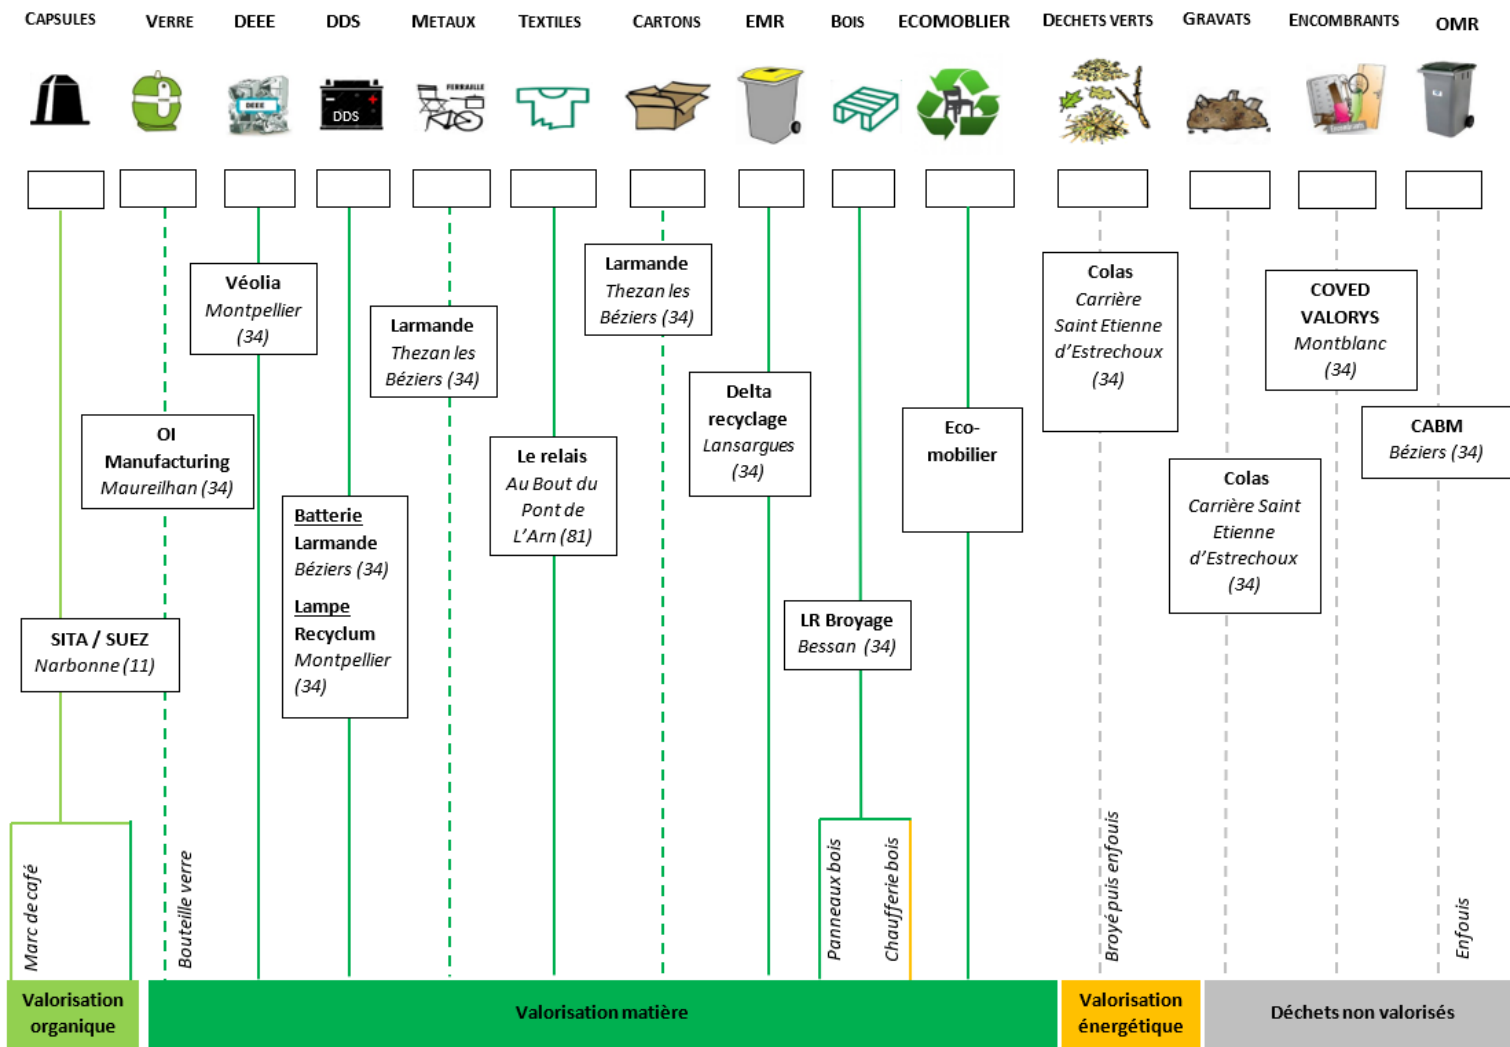 CAPSULES
VERRE
DEEE
DDS
METAUX
TEXTILES
CARTONS
EMR
BOIS
ECOMOBLIER
DECHETS VERTS
GRAVATS
ENCOMBRANTS
OMR
DEEE
DDS
FERRAILLE
Véolia
Montpellier
(34)
Larmande
Thezan les
Béziers (34)
Larmande
Thezan les
Béziers (34)
Colas
Carrière
Saint Etienne
d'Estrechoux
(34)
COVED
VALORYS
Montblanc
(34)
OI
Manufacturing
Maureilhan (34)
Le relais
Au Bout du
Pont de
L'Arn (81)
Delta
recyclage
Lansargues
(34)
Eco-
mobilier
CABM
Béziers (34)
Colas
Carrière Saint
Etienne
d'Estrechoux
(34)
Batterie
Larmande
Béziers (34)
Lampe
Recyclum
Montpellier
(34)
SITA / SUEZ
Narbonne (11)
LR Broyage
Bessan (34)
Marc de café
Bouteille verre
Panneaux bois
Chaufferie bois
Broyé puis enfouis
Enfouis
Valorisation
organique
Valorisation matière
Valorisation
énergétique
Déchets non valorisés